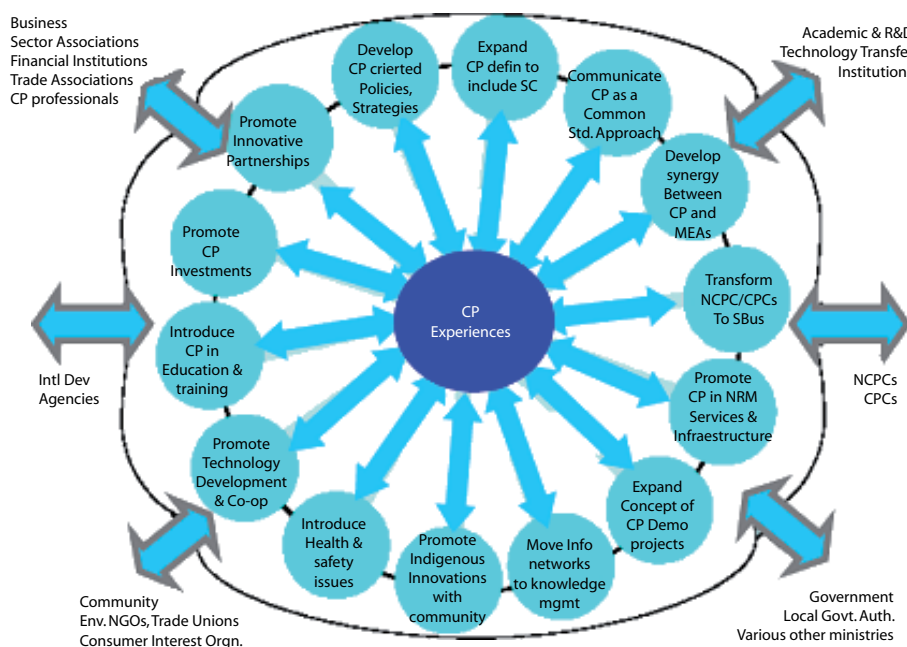 Business
Sector Associations
Financial Institutions
Trade Associations
CP professionals
Academic & R&D
Technology Transfe
Institution
Develop
CP crierted
Policies,
Strategies
Expand
CP defin to
include SC
Communicate
CP as a
Common
Std. Approach
Promote
Innovative
Partnerships
Develop
synergy
Between
CP and
MEAs
Promote
CP
Investments
Transform
NCPC/CPCs
To SBus
CP
Experiences
Introduce
CP in
Education &
training
Promote
CP in NRM
Services &
Infraestructure
Intl Dev
Agencies
NCPCs
CPCs
Promote
Technology
Development
& Co-op
Expand
Concept of
CP Demo
projects
Introduce
Health &
safety
issues
Promote
Indigenous
Innovations
with
community
Move Info
networks
to knowledge
mgmt
Community
Env. NGOs, Trade Unions
Consumer Interest Orgn.
Government
Local Govt. Auth.
Various other ministries